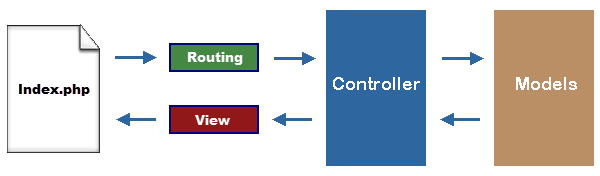 Index.php
Routing
View
Controller
Models